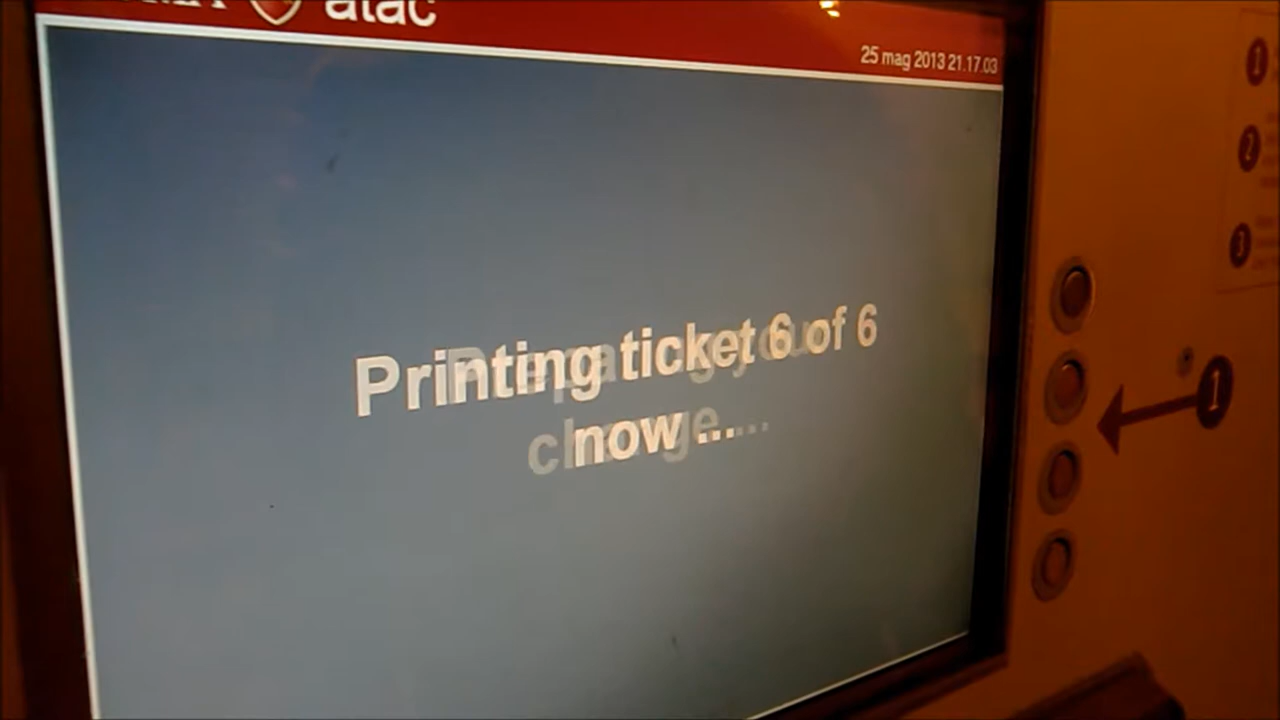 atac
25 mag 2013 21.17.03
Printing ticket 6 of 6
now ...
1
2
3
1